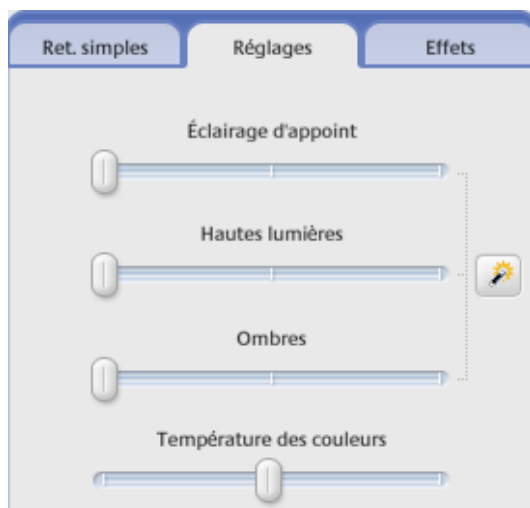 Ret. simples Réglages Effets
Éclairage d'appoint
Hautes lumières
Ombres
Température des couleurs